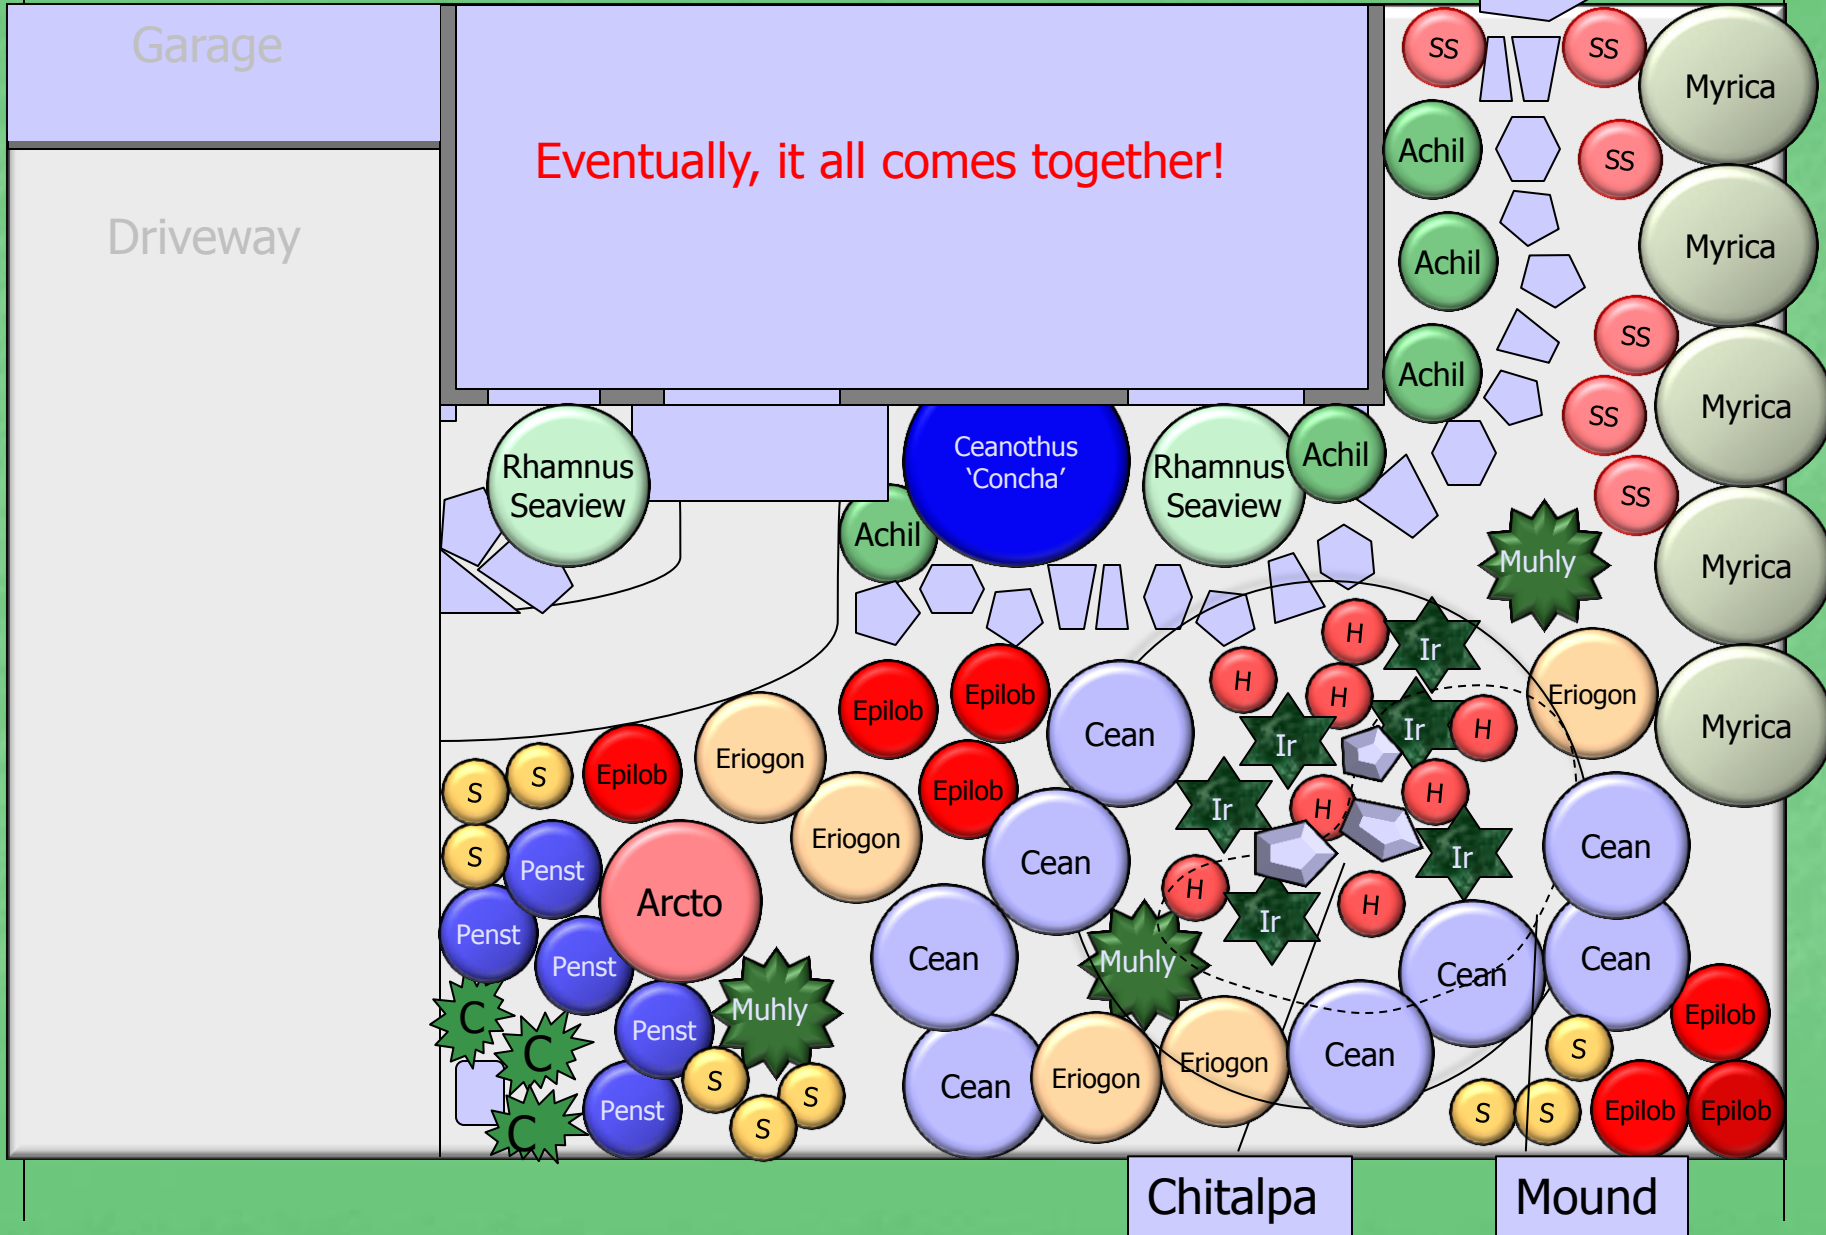 Garage
SS
SS
Myrica
Eventually, it all comes together!
Achil
SS
Driveway
Myrica
Achil
SS
Achil
Myrica
SS
Rhamnus
Seaview
Ceanothus
‘Concha’
Rhamnus
Seaview
Achil
SS
Achil
Muhly
Myrica
H
Ir
Epilob
Epilob
H
H
Eriogon
Cean
Ir
Ir
H
Myrica
S
S
Epilob
Eriogon
Epilob
Ir
H
H
Eriogon
S
Penst
Arcto
Cean
Ir
Cean
H
H
Ir
Penst
Penst
Cean
Muhly
Cean
Cean
C
Penst
Muhly
Epilob
C
S
Cean
Eriogon
Eriogon
Cean
S
C
Penst
S
S
S
S
Epilob
Epilob
Chitalpa
Mound